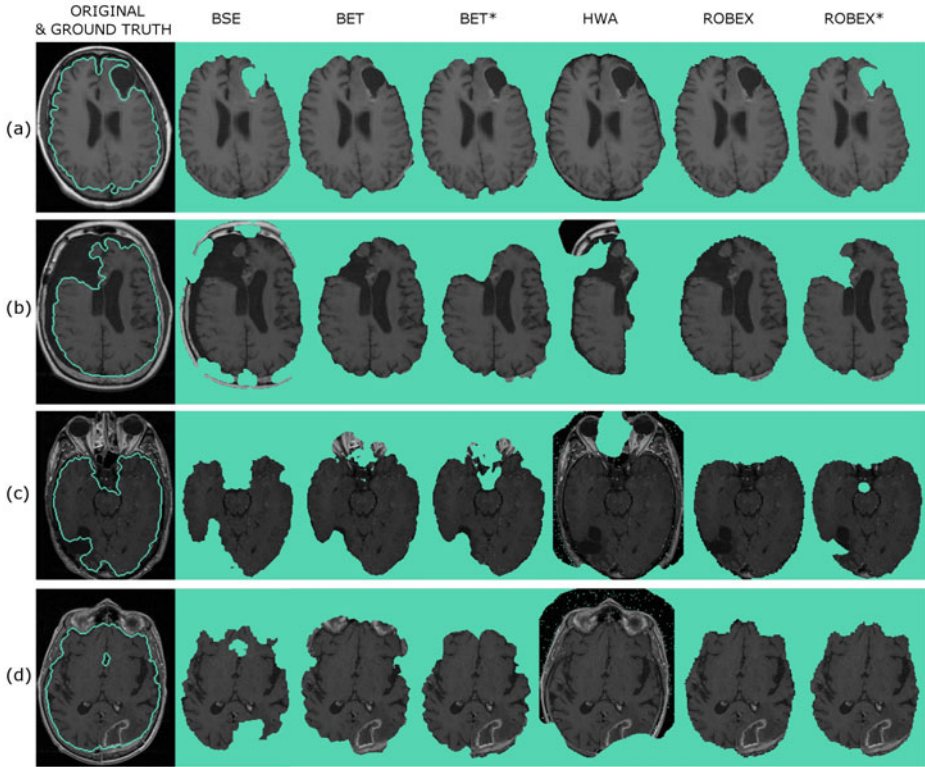 ORIGINAL
& GROUND TRUTH BSE BET BET* HWA ROBEX ROBEX*
(a)
(b)
(c)
(d)